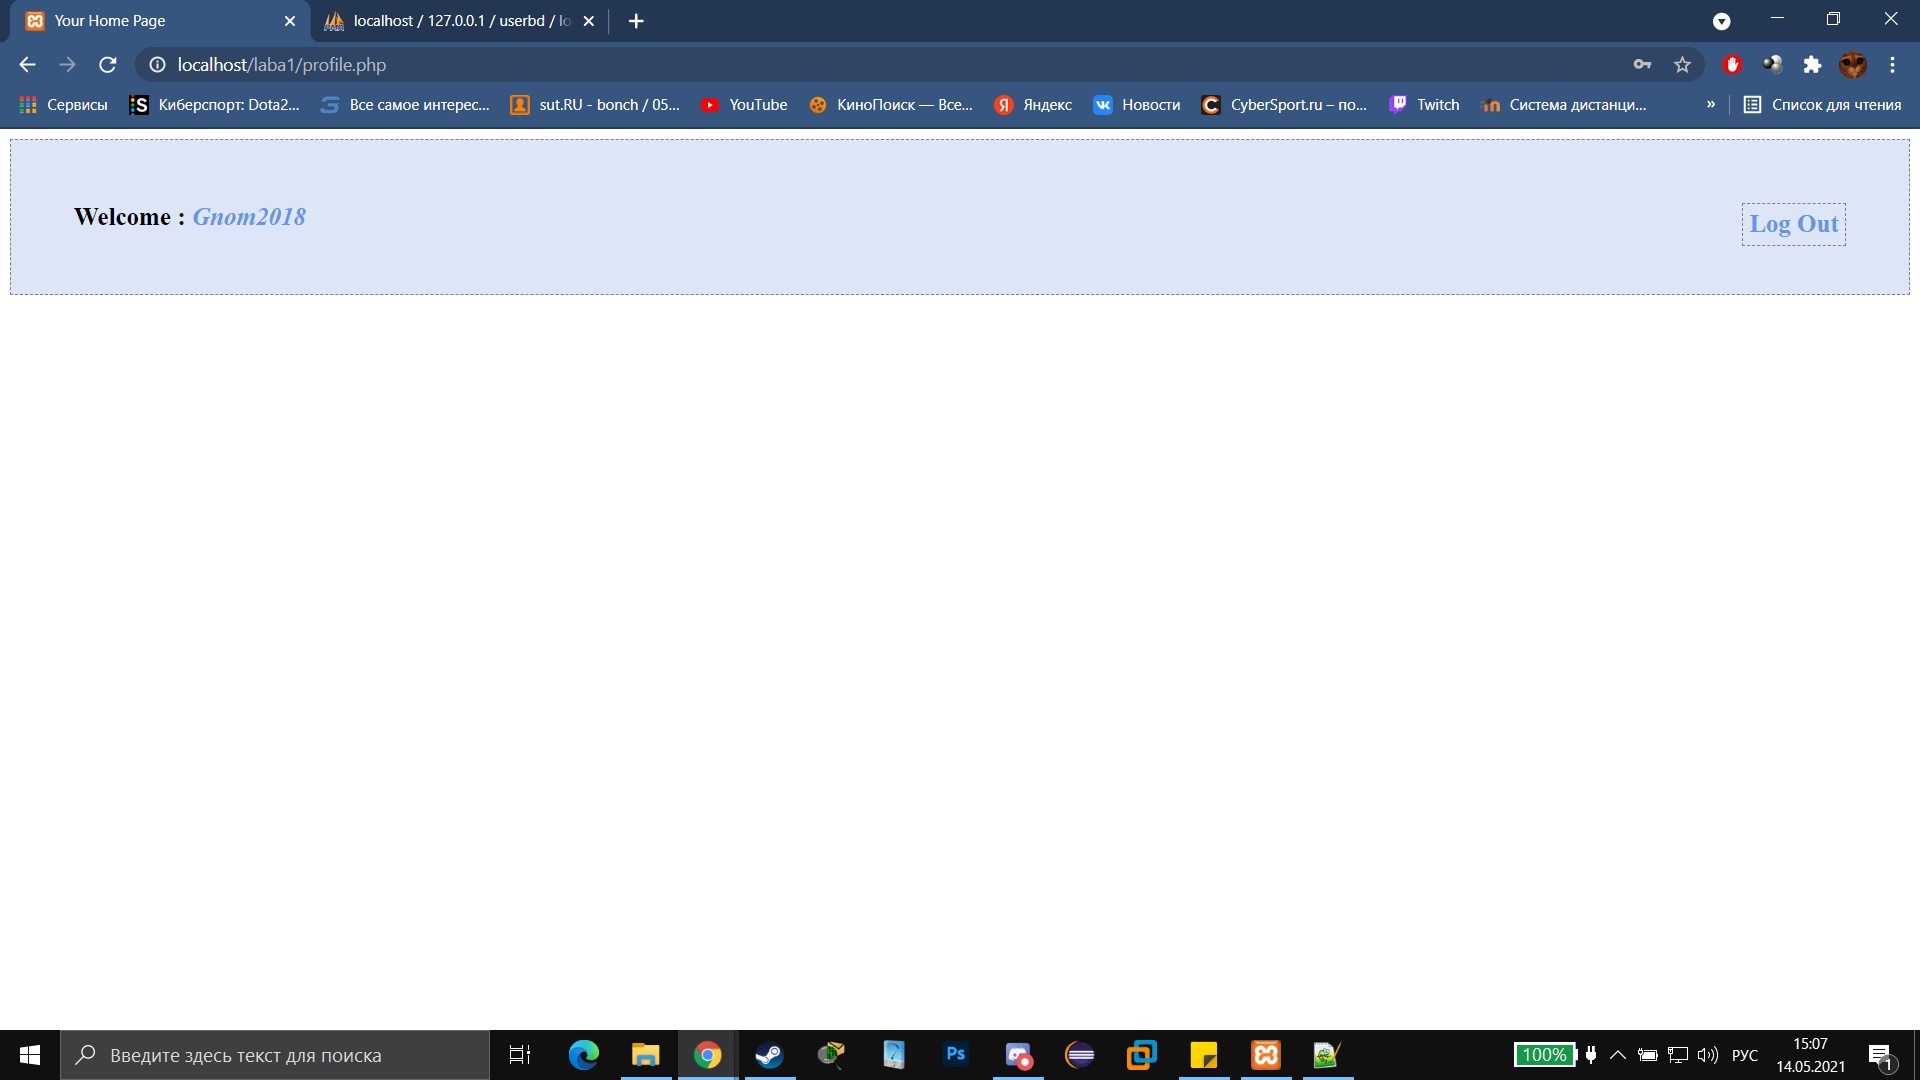 Your Home Page
localhost / 127.0.0.1 / userbd / lo
localhost/laba1/profile.php
Сервисы
Киберспорт: Dota2...
Все самое интерес...
sut.RU - bonch / 05...
YouTube
КиноПоиск — Все...
Яндекс
Новости
CyberSport.ru – по...
Twitch
Система дистанци...
»
Список для чтения
Welcome : Gnom2018
Log Out
Введите здесь текст для поиска
Ps
100%
РУС
15:07
14.05.2021
1